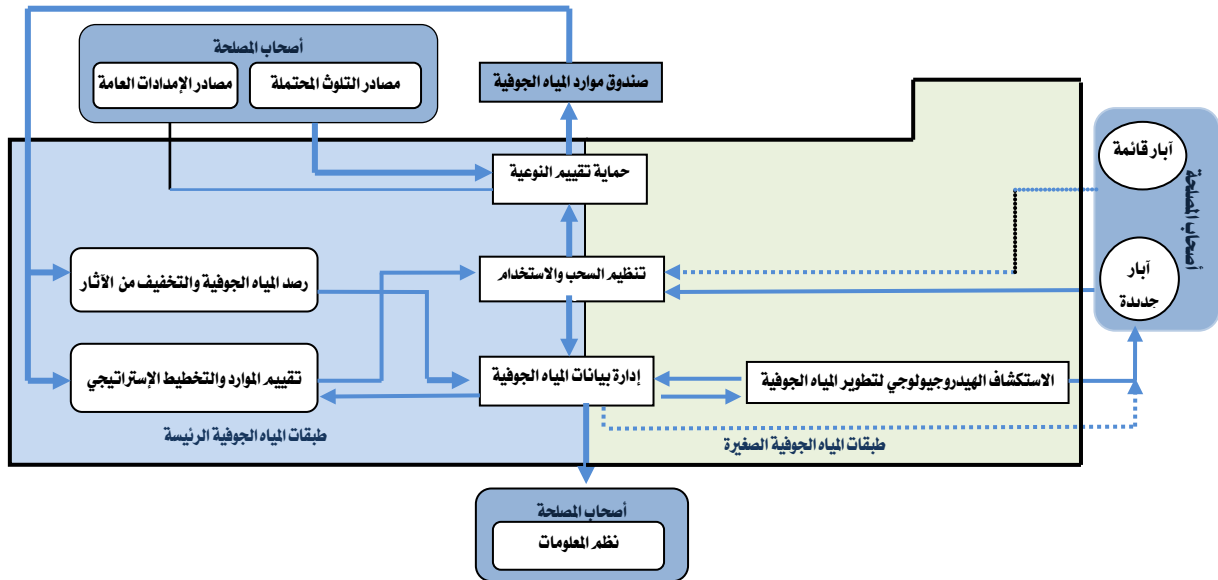 أصحاب المصلحة
مصادر التلوث المحتملة
مصادر الإمدادات العامة
صندوق موارد المياه الجوفية
آبار قائمة
أصحاب المصلحة
آبار
جديدة
حماية تقييم النوعية
تنظيم السحب والاستخدام
رصد المياه الجوفية والتخفيف من الآثار
إدارة بيانات المياه الجوفية
تقييم الموارد والتخطيط الإستراتيجي
الاستكشاف الهيدروجيولوجي لتطوير المياه الجوفية
طبقات المياه الجوفية الصغيرة
طبقات المياه الجوفية الرئيسة
أصحاب المصلحة
نظم المعلومات